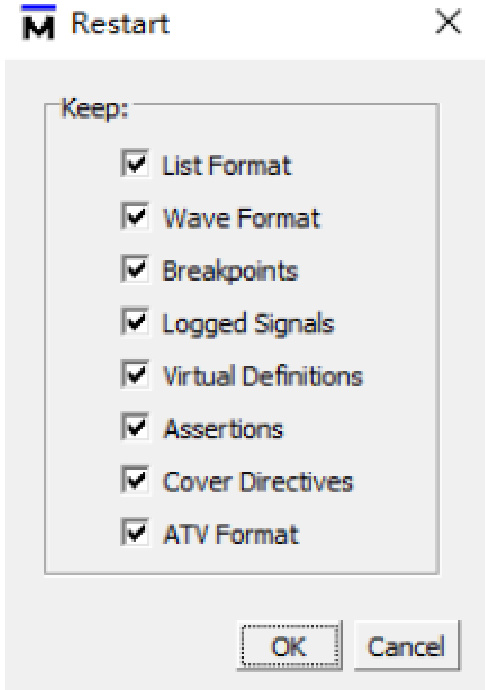 M Restart
Keep:
List Format
Wave Format
Breakpoints
Logged Signals
Virtual Definitions
Assertions
Cover Directives
ATV Format
OK Cancel